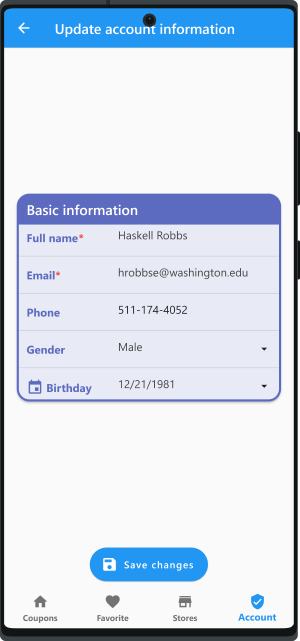 Update account information
Basic information
Full name* Haskell Robbs
Email* hrobbse@washington.edu
Phone 511-174-4052
Gender Male
Birthday 12/21/1981
Save changes
Coupons Favorite Stores Account